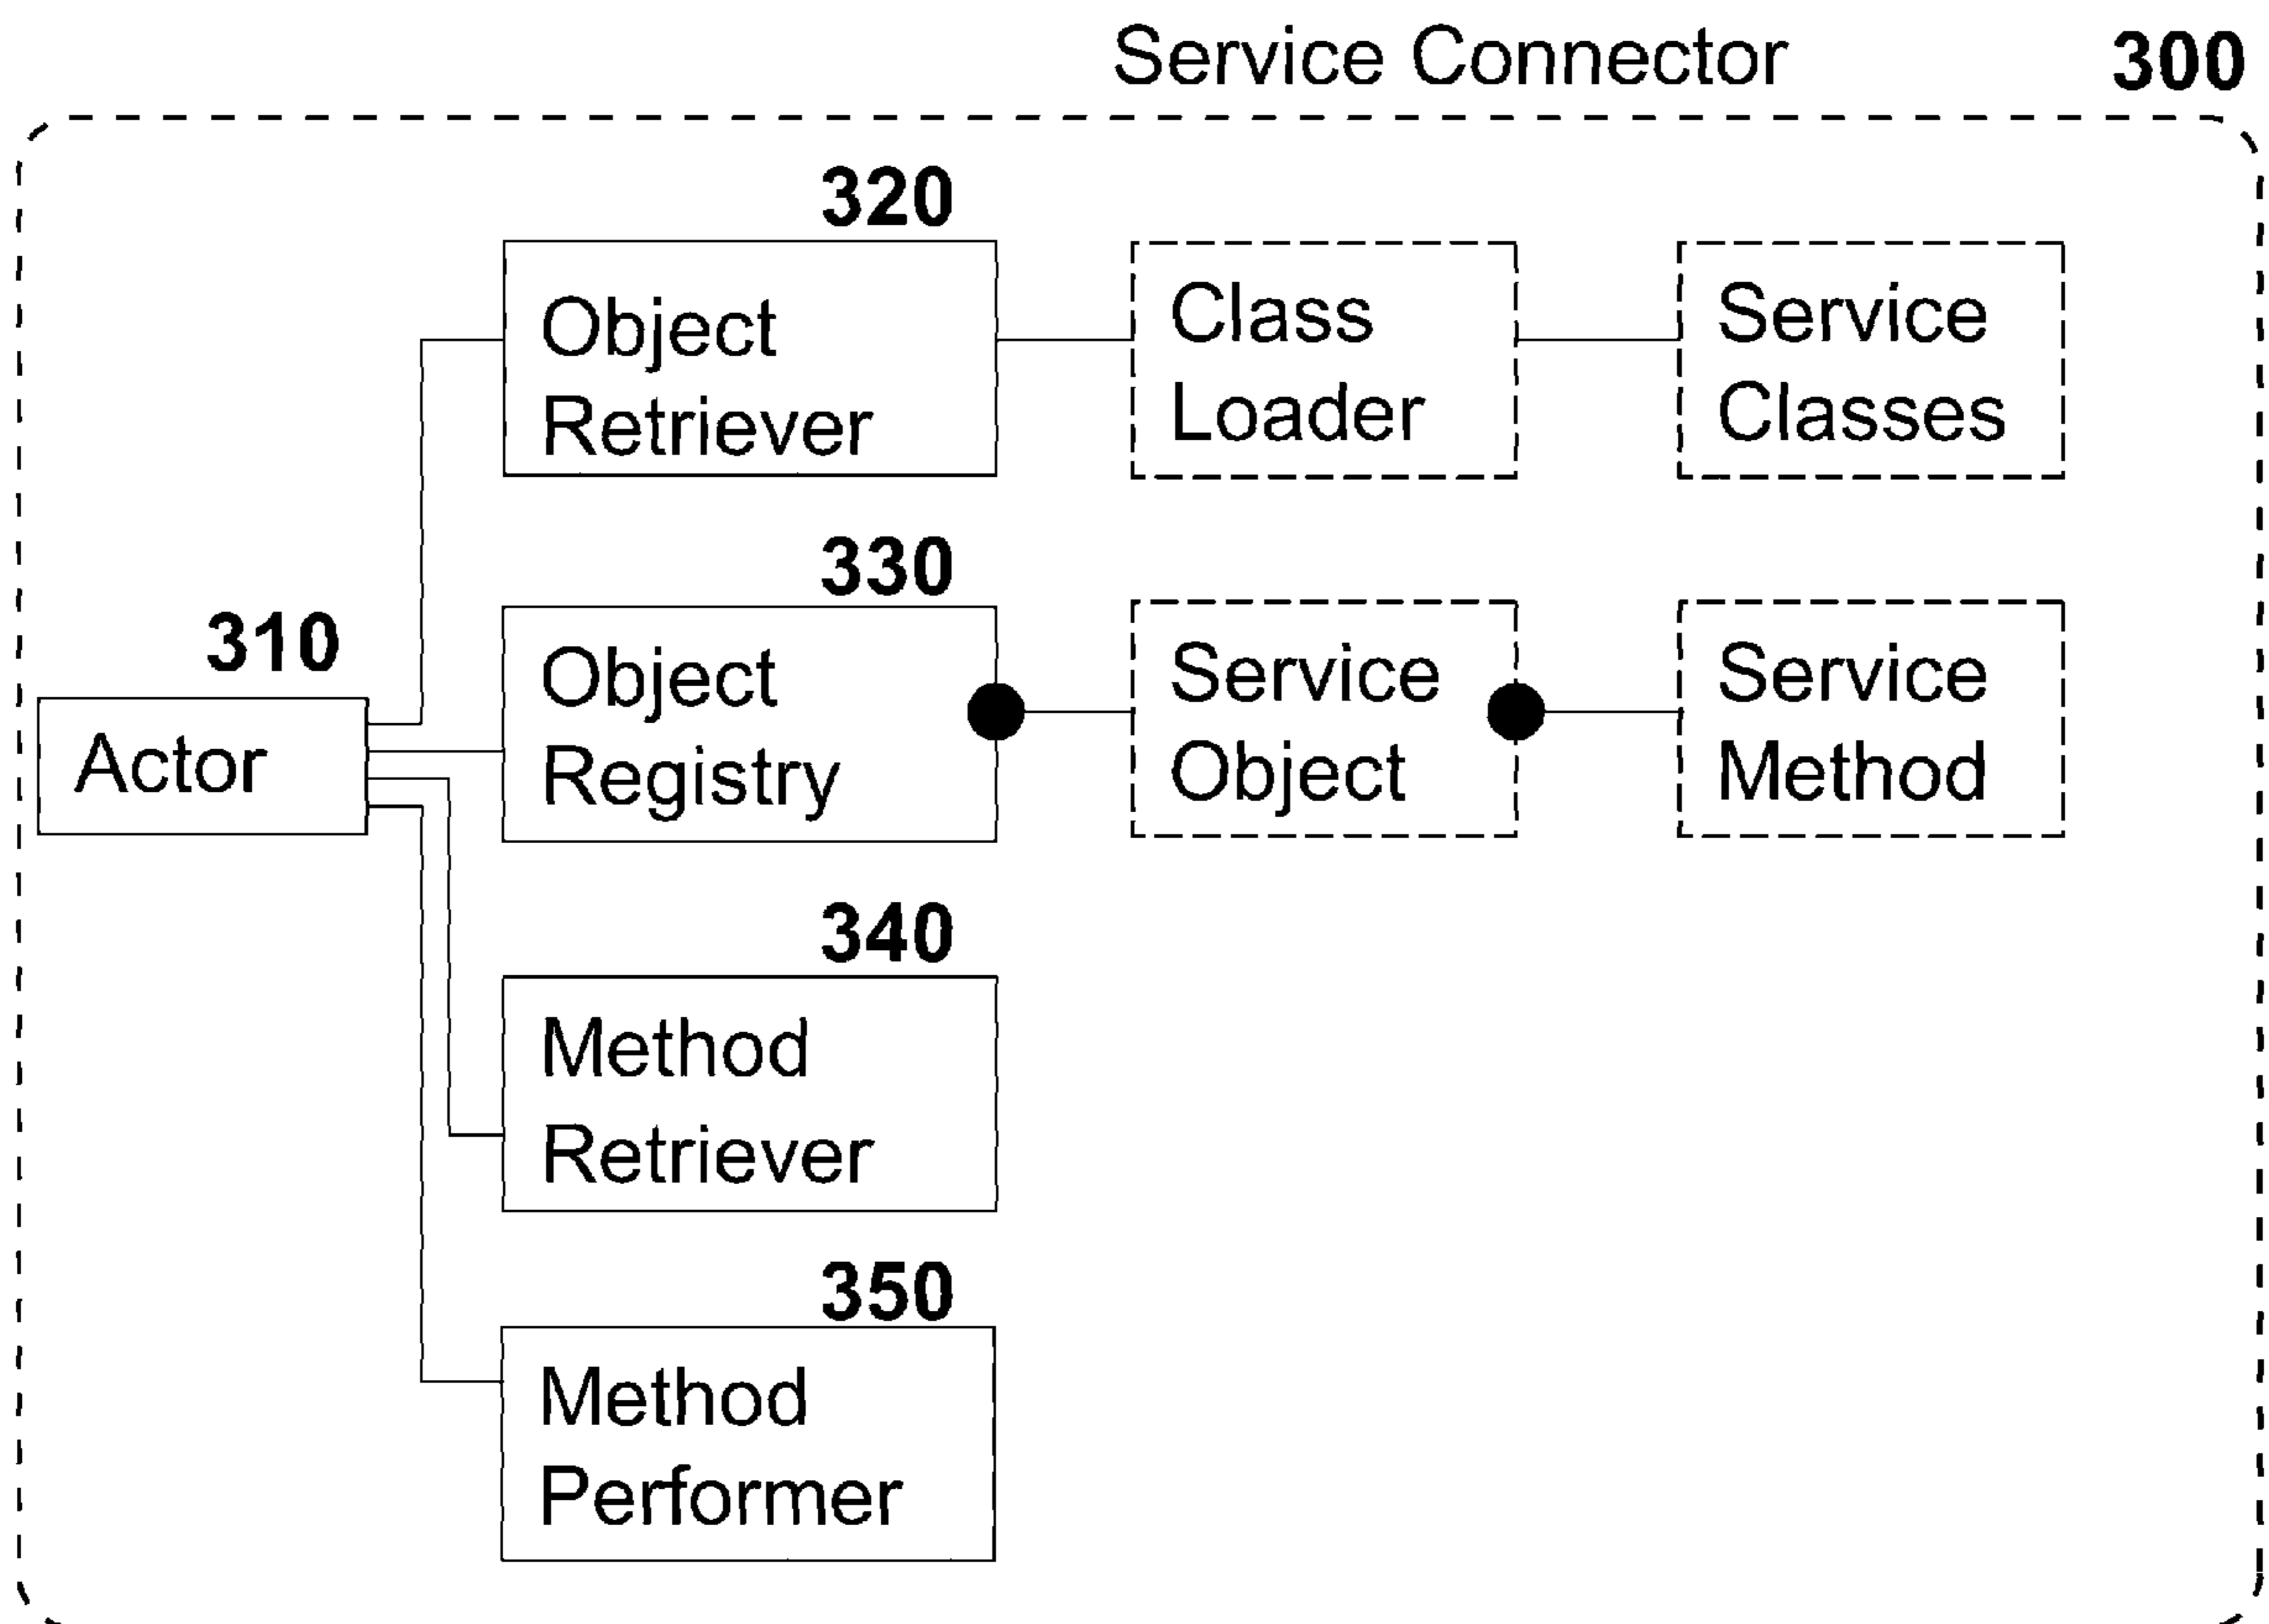 Service Connector 300
320
Object
Retriever
Class
Loader
Service
Classes
330
Object
Registry
Service
Object
Service
Method
310
Actor
340
Method
Retriever
350
Method
Performer